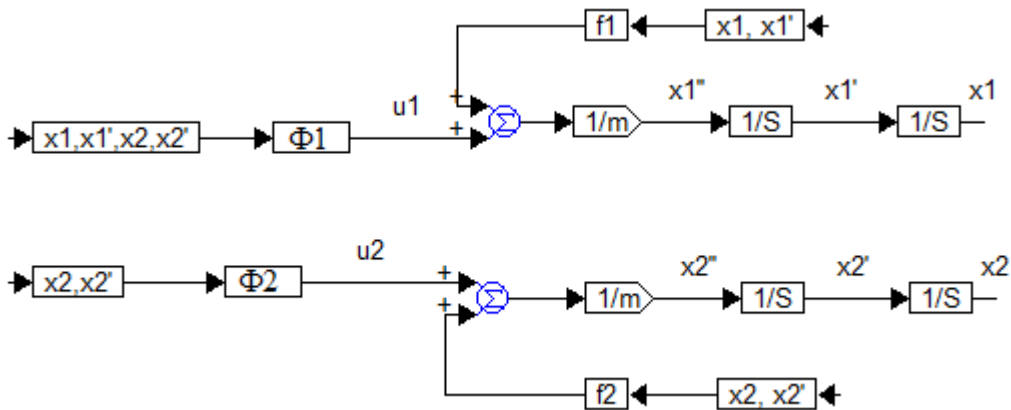 f1
x1, x1'
u1
x1"
x1'
x1
+
+
Σ
1/m
1/S
1/S
x1,x1',x2,x2'
Φ1
u2
x2"
x2'
x2
x2,x2'
Φ2
+
+
Σ
1/m
1/S
1/S
f2
x2, x2'